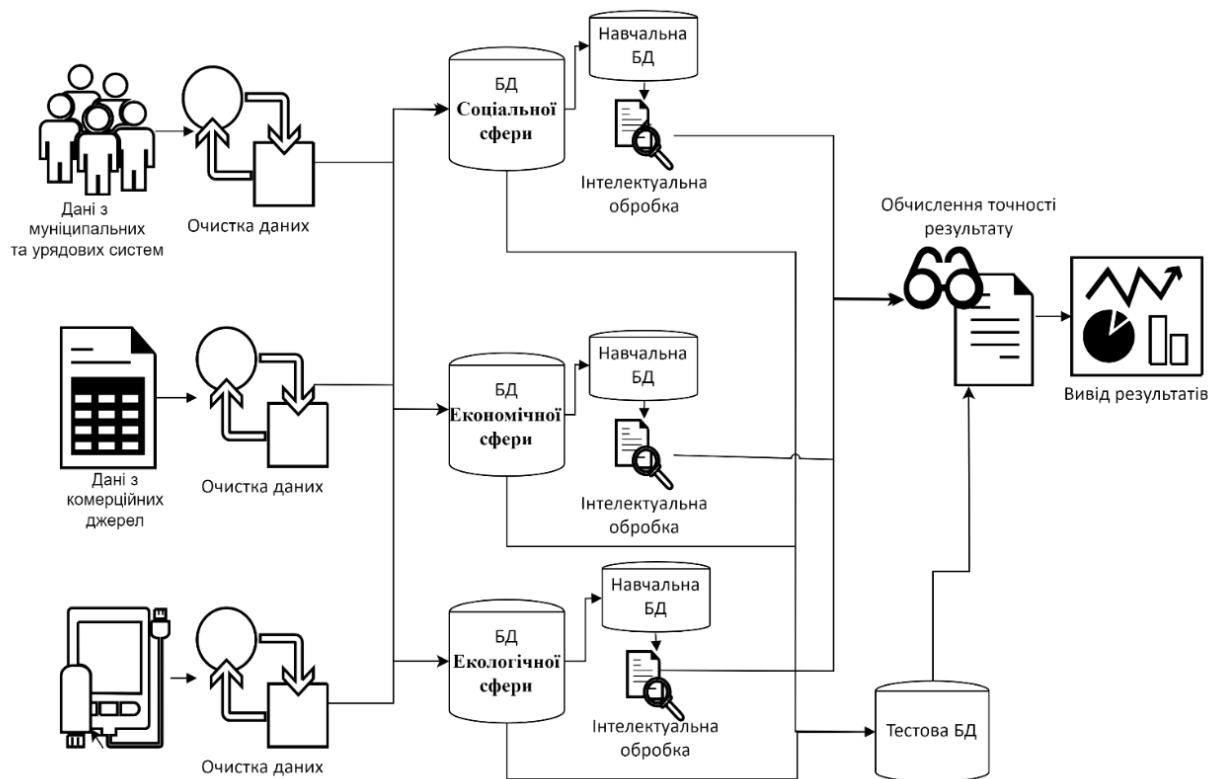 Дані з
муніципальних
та урядових систем
Очистка даних
БД
Соціальної
сфери
Навчальна
БД
Інтелектуальна
обробка
Обчислення точності
результату
Вивід результатів
Дані з
комерційних
джерел
Очистка даних
БД
Економічної
сфери
Навчальна
БД
Інтелектуальна
обробка
Очистка даних
БД
Екологічної
сфери
Навчальна
БД
Інтелектуальна
обробка
Тестова БД